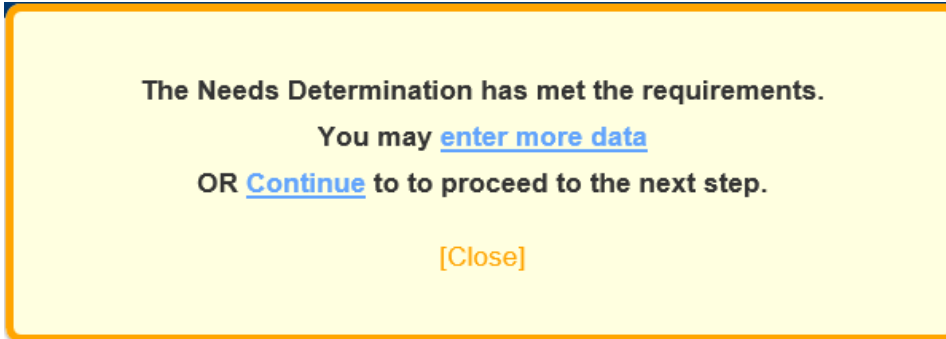 The Needs Determination has met the requirements.
You may enter more data
OR Continue to to proceed to the next step.
[Close]